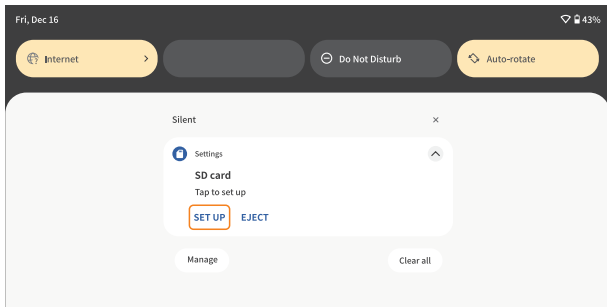 Fri, Dec 16
43%
Internet
Do Not Disturb
Auto-rotate
Silent
Settings
SD card
Tap to set up
SET UP EJECT
Manage
Clear all